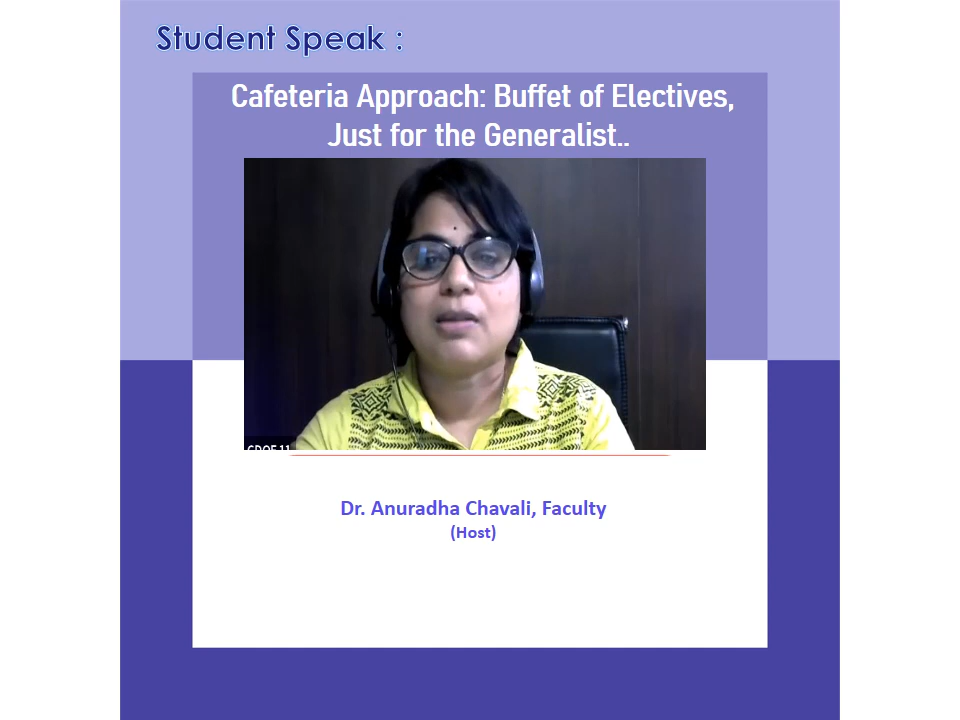 Student Speak :
Cafeteria Approach: Buffet of Electives,
Just for the Generalist..
Dr. Anuradha Chavali, Faculty
(Host)